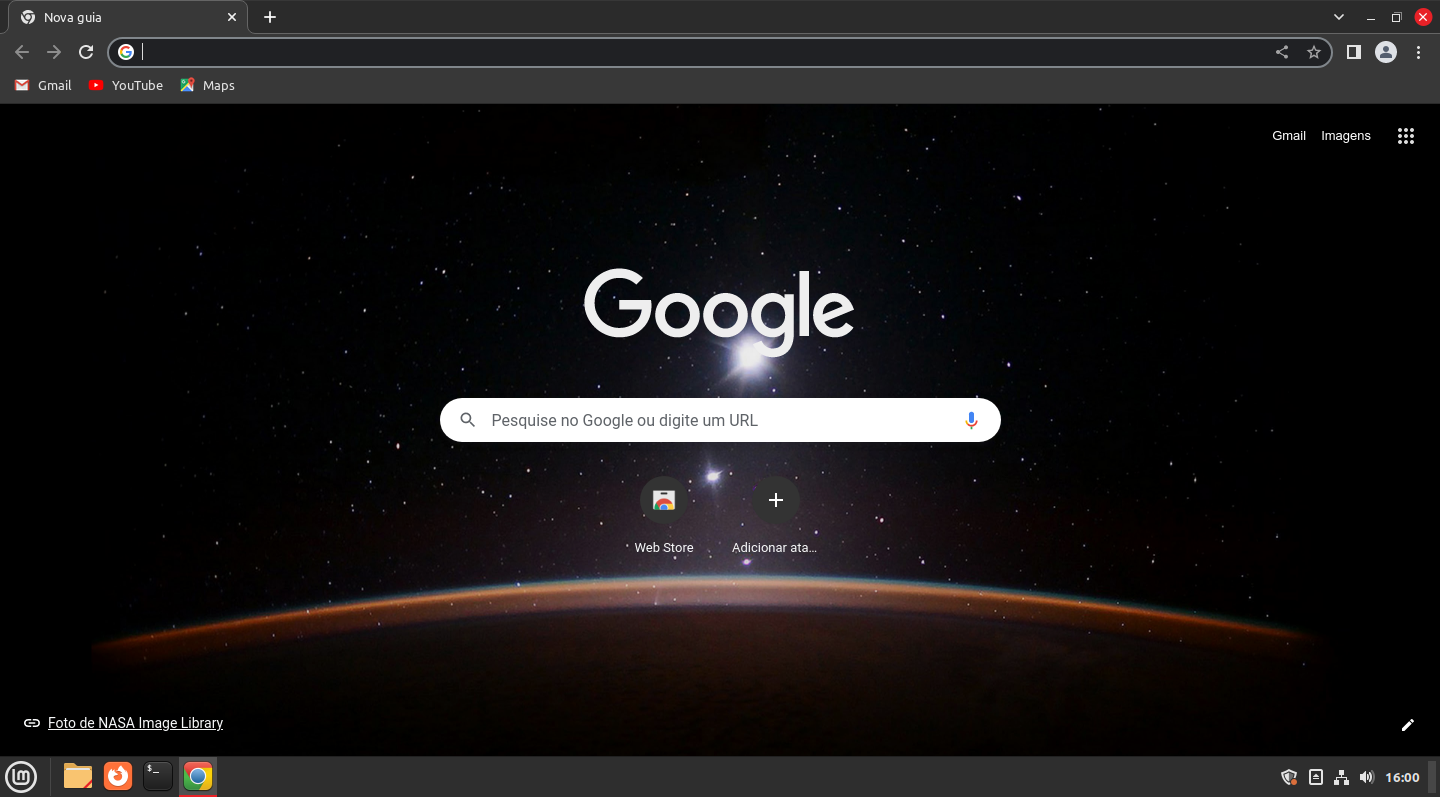 Nova guia
Gmail
YouTube
Maps
Gmail
Imagens
Google
Pesquise no Google ou digite um URL
Web Store
Adicionar ata...
Foto de NASA Image Library
$_
16:00